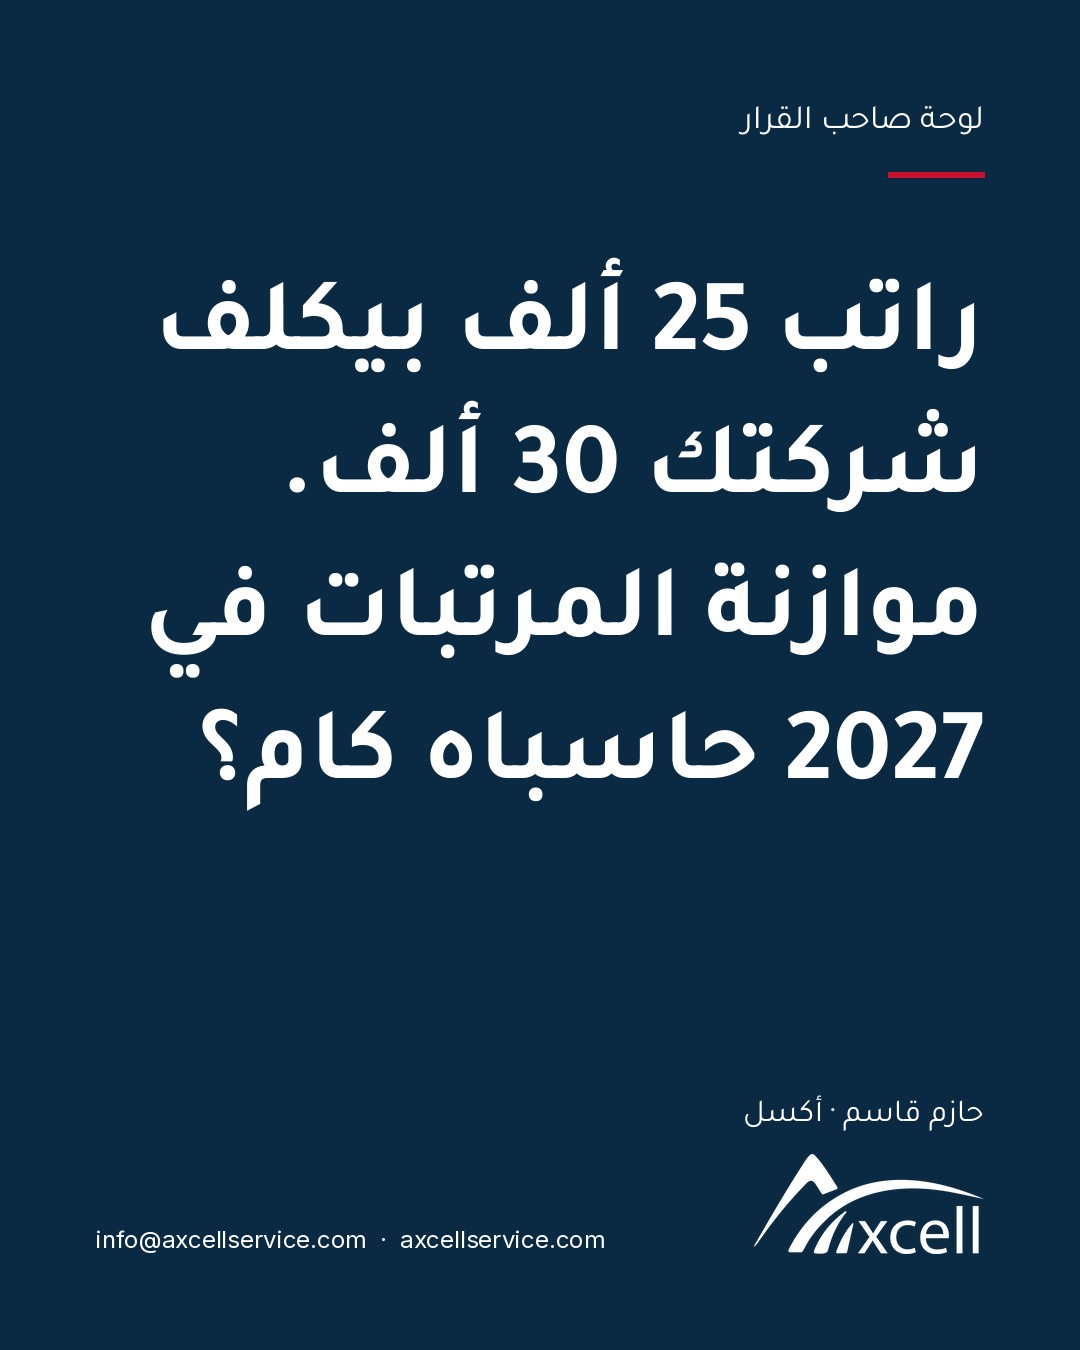 لوحة صاحب القرار
راتب 25 ألف بيكلف
شركتك 30 ألف.
موازنة المرتبات في
2027 حاسباه كام؟
حازم قاسم · أكسل
Axcell
info@axcellservice.com · axcellservice.com